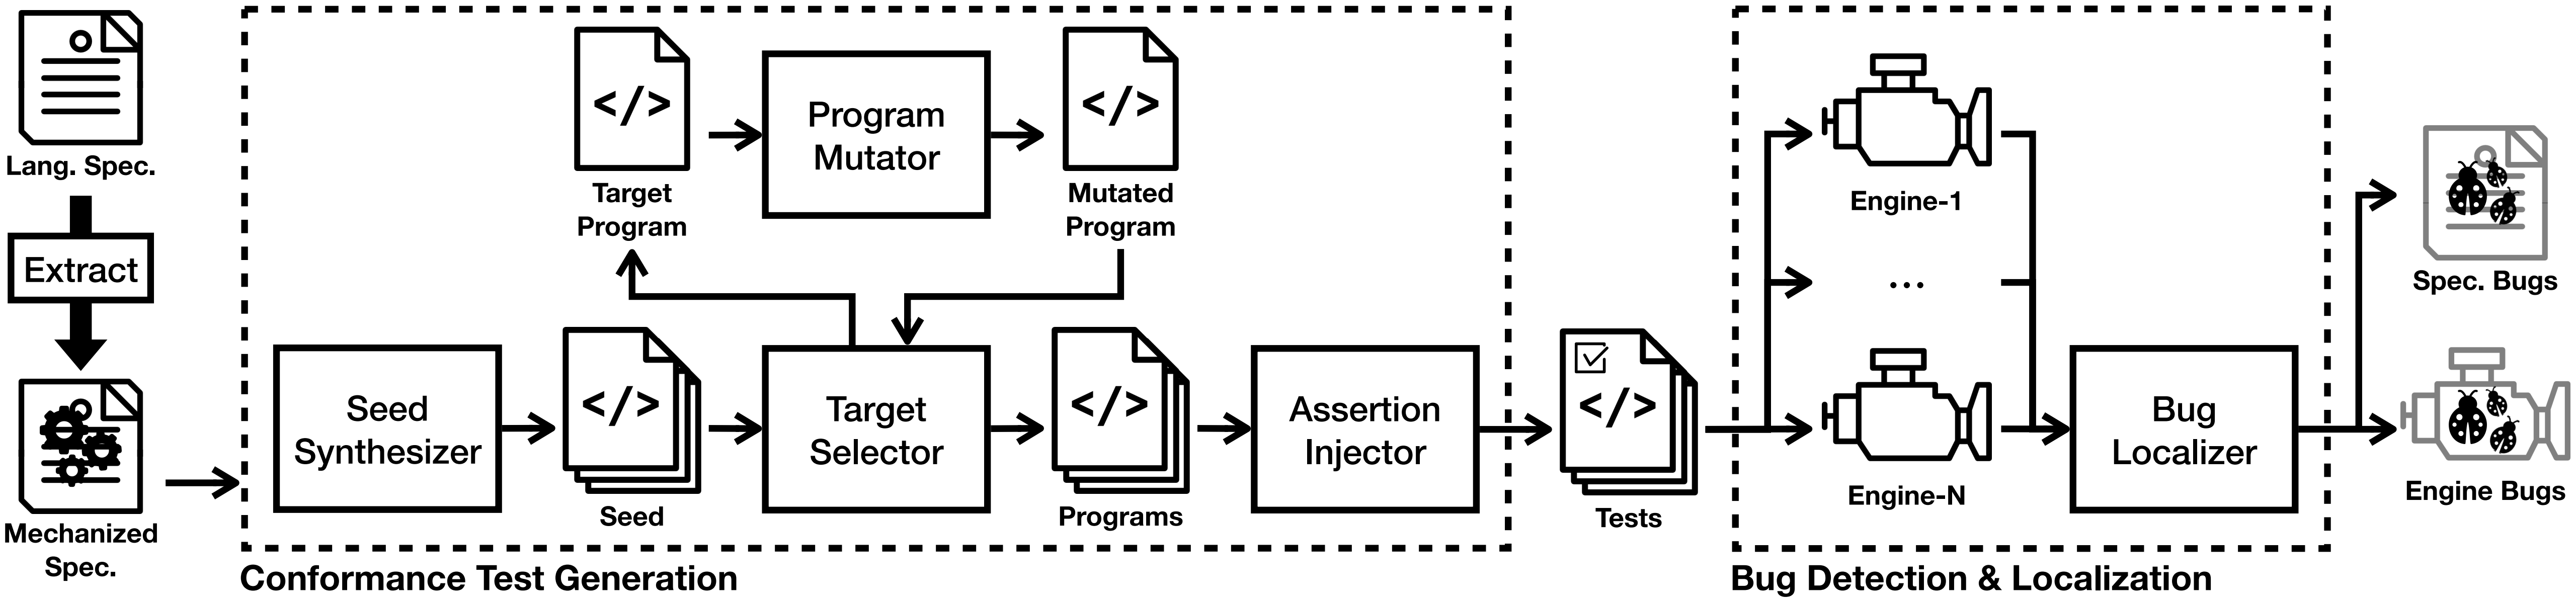 Lang. Spec.
Extract
Mechanized
Spec.
</>
Target
Program
Program
Mutator
</>
Mutated
Program
Seed
Synthesizer
</>
Seed
Target
Selector
</>
Programs
Assertion
Injector
Conformance Test Generation
</>
Tests
Engine-1
...
Engine-N
Bug
Localizer
Bug Detection & Localization
Spec. Bugs
Engine Bugs